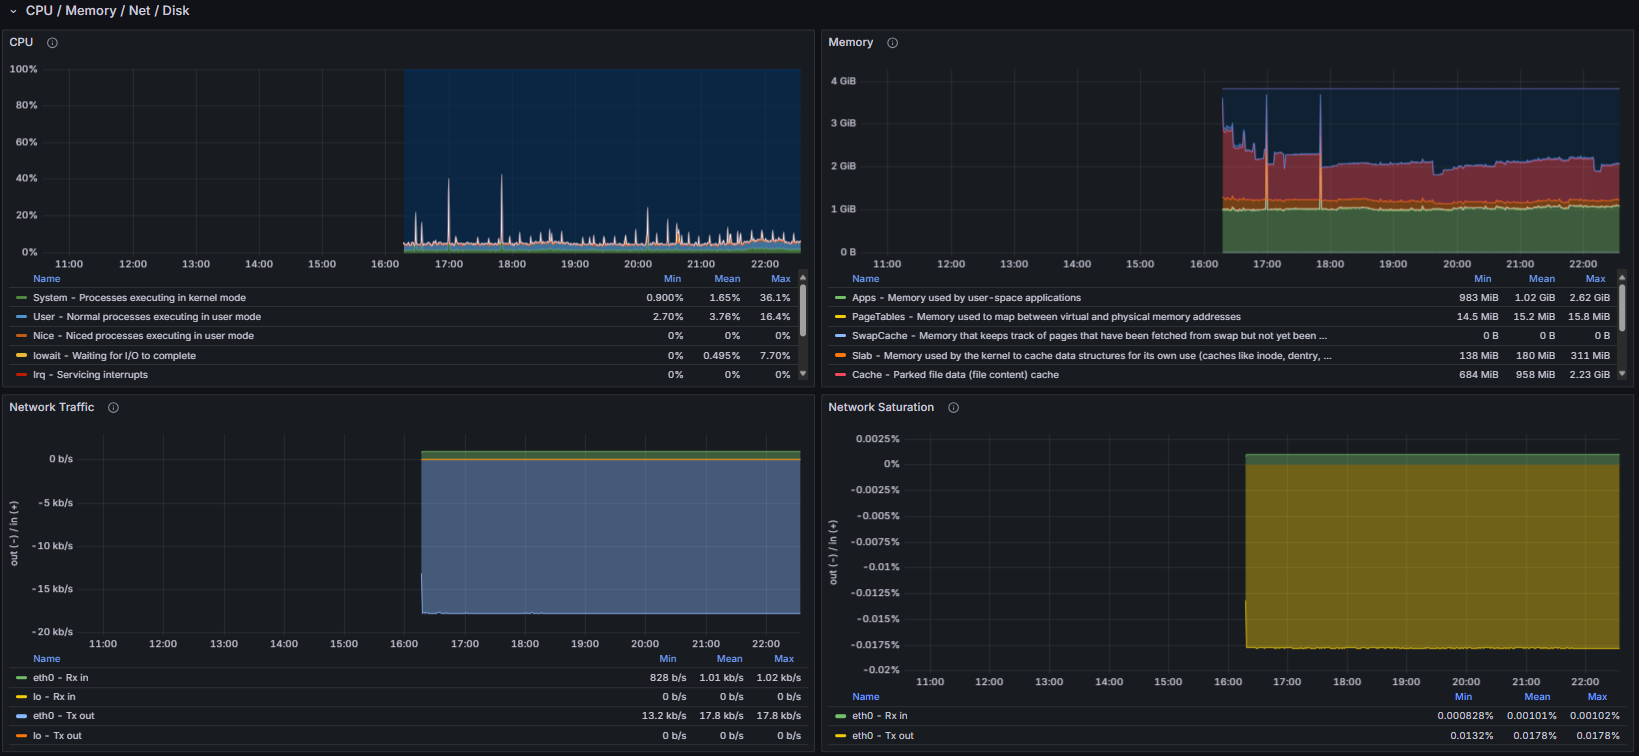 CPU / Memory / Net / Disk
CPU
100%
80%
60%
40%
20%
0%
11:00 12:00 13:00 14:00 15:00 16:00 17:00 18:00 19:00 20:00 21:00 22:00
Name Min Mean Max
System - Processes executing in kernel mode 0.900% 1.65% 36.1%
User - Normal processes executing in user mode 2.70% 3.76% 16.4%
Nice - Niced processes executing in user mode 0% 0% 0%
Iowait - Waiting for I/O to complete 0% 0.495% 7.70%
Irq - Servicing interrupts 0% 0% 0%
Memory
4 GiB
3 GiB
2 GiB
1 GiB
0 B
11:00 12:00 13:00 14:00 15:00 16:00 17:00 18:00 19:00 20:00 21:00 22:00
Name Min Mean Max
Apps - Memory used by user-space applications 983 MiB 1.02 GiB 2.62 GiB
PageTables - Memory used to map between virtual and physical memory addresses 14.5 MiB 15.2 MiB 15.8 MiB
SwapCache - Memory that keeps track of pages that have been fetched from swap but not yet been ... 0 B 0 B 0 B
Slab - Memory used by the kernel to cache data structures for its own use (caches like inode, dentry, ... 138 MiB 180 MiB 311 MiB
Cache - Parked file data (file content) cache 684 MiB 958 MiB 2.23 GiB
Network Traffic
out (-) / in (+)
0 b/s
-5 kb/s
-10 kb/s
-15 kb/s
-20 kb/s
11:00 12:00 13:00 14:00 15:00 16:00 17:00 18:00 19:00 20:00 21:00 22:00
Name Min Mean Max
eth0 - Rx in 828 b/s 1.01 kb/s 1.02 kb/s
lo - Rx in 0 b/s 0 b/s 0 b/s
eth0 - Tx out 13.2 kb/s 17.8 kb/s 17.8 kb/s
lo - Tx out 0 b/s 0 b/s 0 b/s
Network Saturation
out (-) / in (+)
0.0025%
0%
-0.0025%
-0.005%
-0.0075%
-0.01%
-0.0125%
-0.015%
-0.0175%
-0.02%
11:00 12:00 13:00 14:00 15:00 16:00 17:00 18:00 19:00 20:00 21:00 22:00
Name Min Mean Max
eth0 - Rx in 0.000828% 0.00101% 0.00102%
eth0 - Tx out 0.0132% 0.0178% 0.0178%